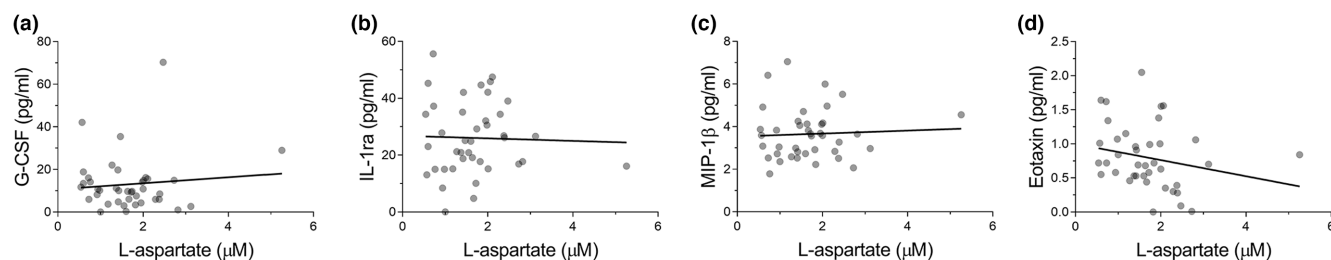 (a)
G-CSF (pg/ml)
80
60
40
20
0
0 2 4 6
L-aspartate (μM)
(b)
IL-1ra (pg/ml)
60
40
20
0
0 2 4 6
L-aspartate (μM)
(c)
MIP-1β (pg/ml)
8
6
4
2
0
0 2 4 6
L-aspartate (μM)
(d)
Eotaxin (pg/ml)
2.5
2.0
1.5
1.0
0.5
0.0
0 2 4 6
L-aspartate (μM)